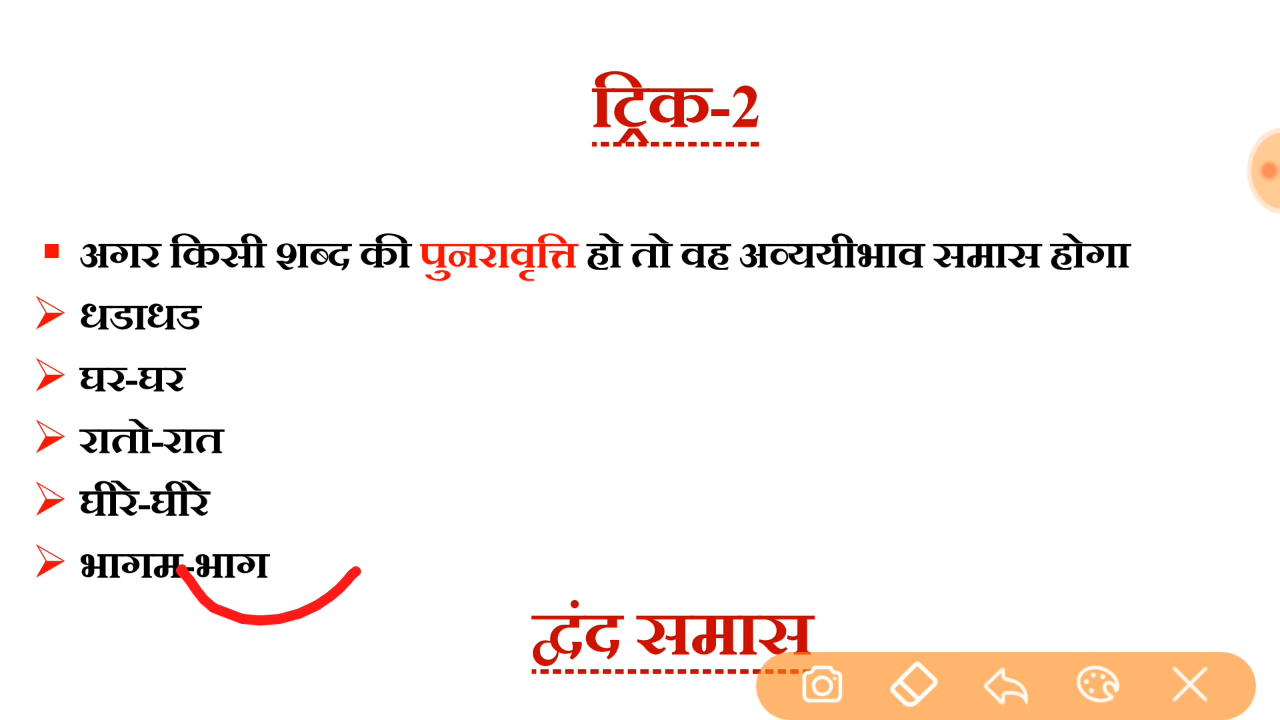 ट्रिक-2
अगर किसी शब्द की पुनरावृत्ति हो तो वह अव्ययीभाव समास होगा
धडाधड
घर-घर
रातो-रात
घीरे-घीरे
भागम-भाग
द्वंद समास